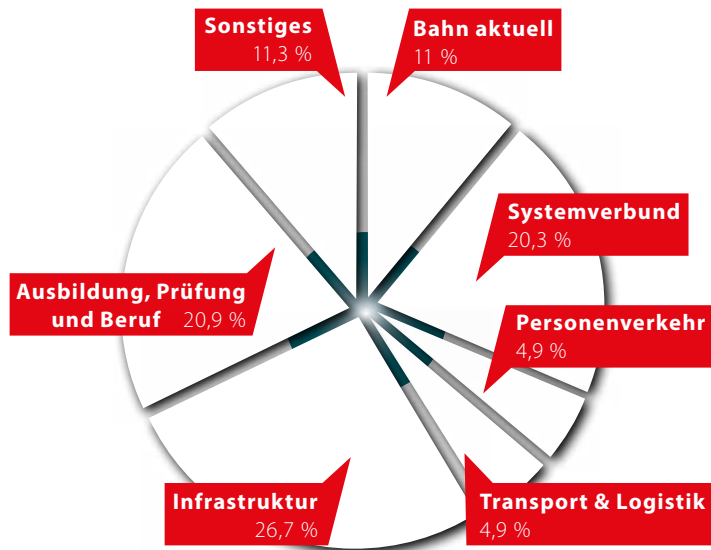 Sonstiges
11,3 %
Bahn aktuell
11 %
Systemverbund
20,3 %
Ausbildung, Prüfung
und Beruf 20,9 %
Personenverkehr
4,9 %
Infrastruktur
26,7 %
Transport & Logistik
4,9 %